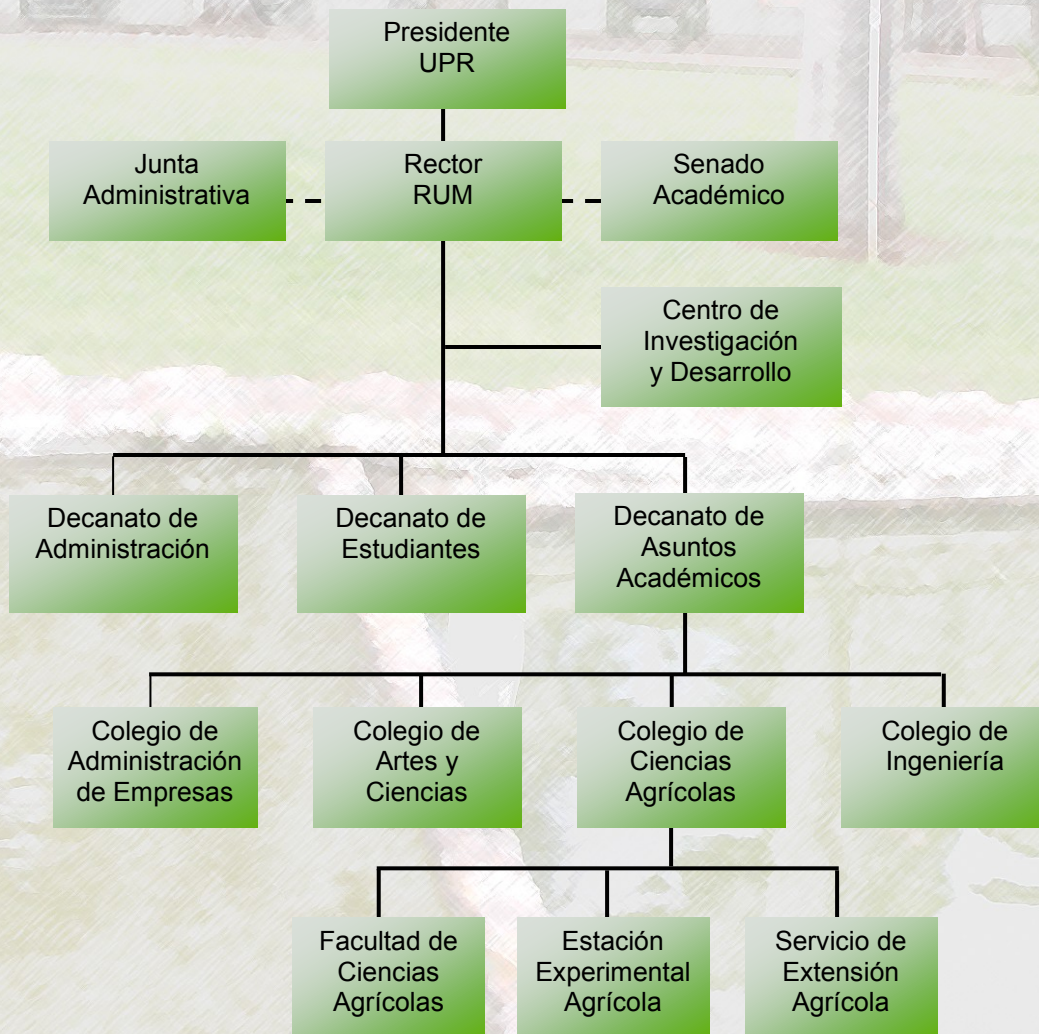 Presidente
UPR
Junta
Administrativa
Rector
RUM
Senado
Académico
Centro de
Investigación
y Desarrollo
Decanato de
Administración
Decanato de
Estudiantes
Decanato de
Asuntos
Académicos
Colegio de
Administración
de Empresas
Colegio de
Artes y
Ciencias
Colegio de
Ciencias
Agrícolas
Colegio de
Ingeniería
Facultad de
Ciencias
Agrícolas
Estación
Experimental
Agrícola
Servicio de
Extensión
Agrícola